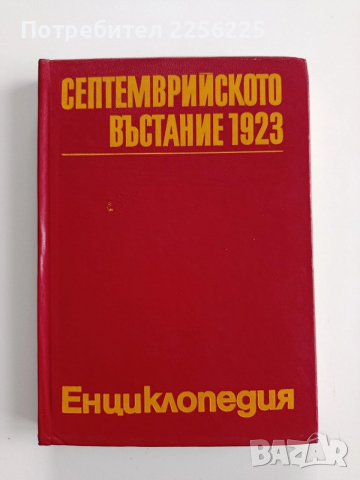 Потребител 2256225
СЕПТЕМВРИЙСКОТО
ВЪСТАНИЕ 1923
Енциклопедия
BAZAR